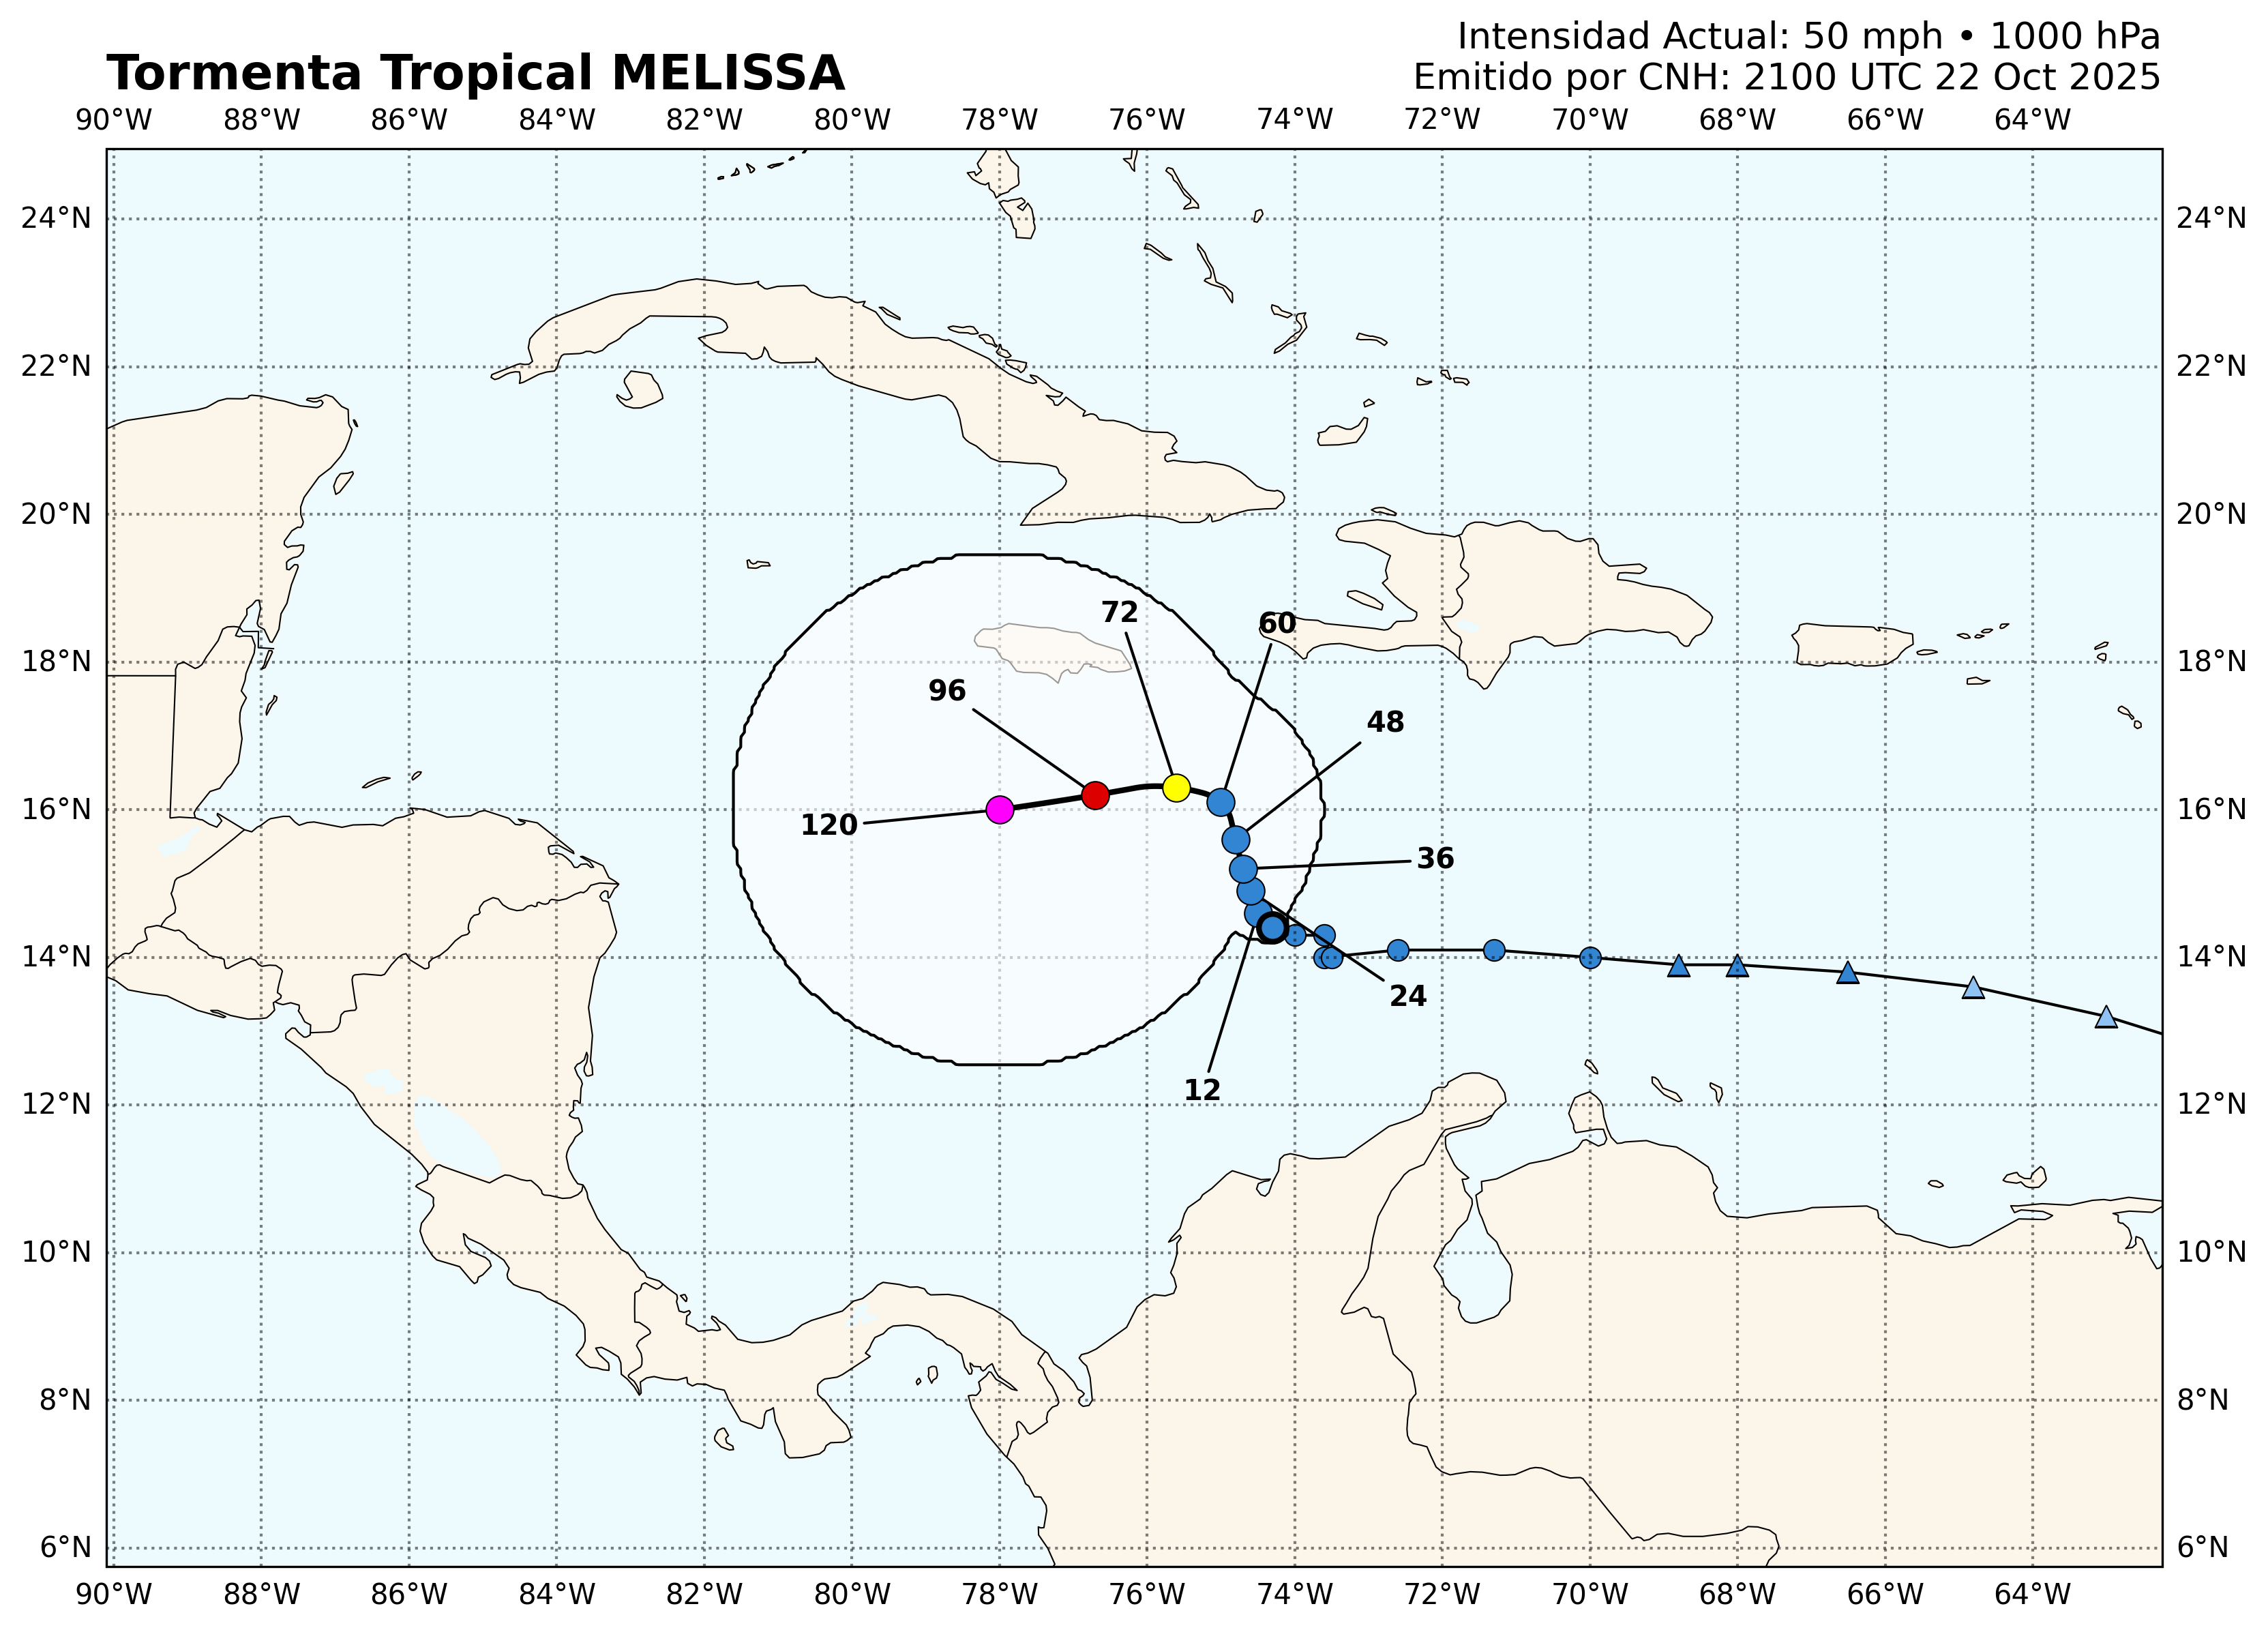 Intensidad Actual: 50 mph • 1000 hPa
Tormenta Tropical MELISSA
Emitido por CNH: 2100 UTC 22 Oct 2025
90°W 88°W 86°W 84°W 82°W 80°W 78°W 76°W 74°W 72°W 70°W 68°W 66°W 64°W
24°N 24°N
22°N 22°N
20°N 20°N
72
60
18°N 18°N
96
48
16°N 16°N
120
36
14°N 14°N
24
12
12°N 12°N
10°N 10°N
8°N 8°N
6°N 6°N
90°W 88°W 86°W 84°W 82°W 80°W 78°W 76°W 74°W 72°W 70°W 68°W 66°W 64°W